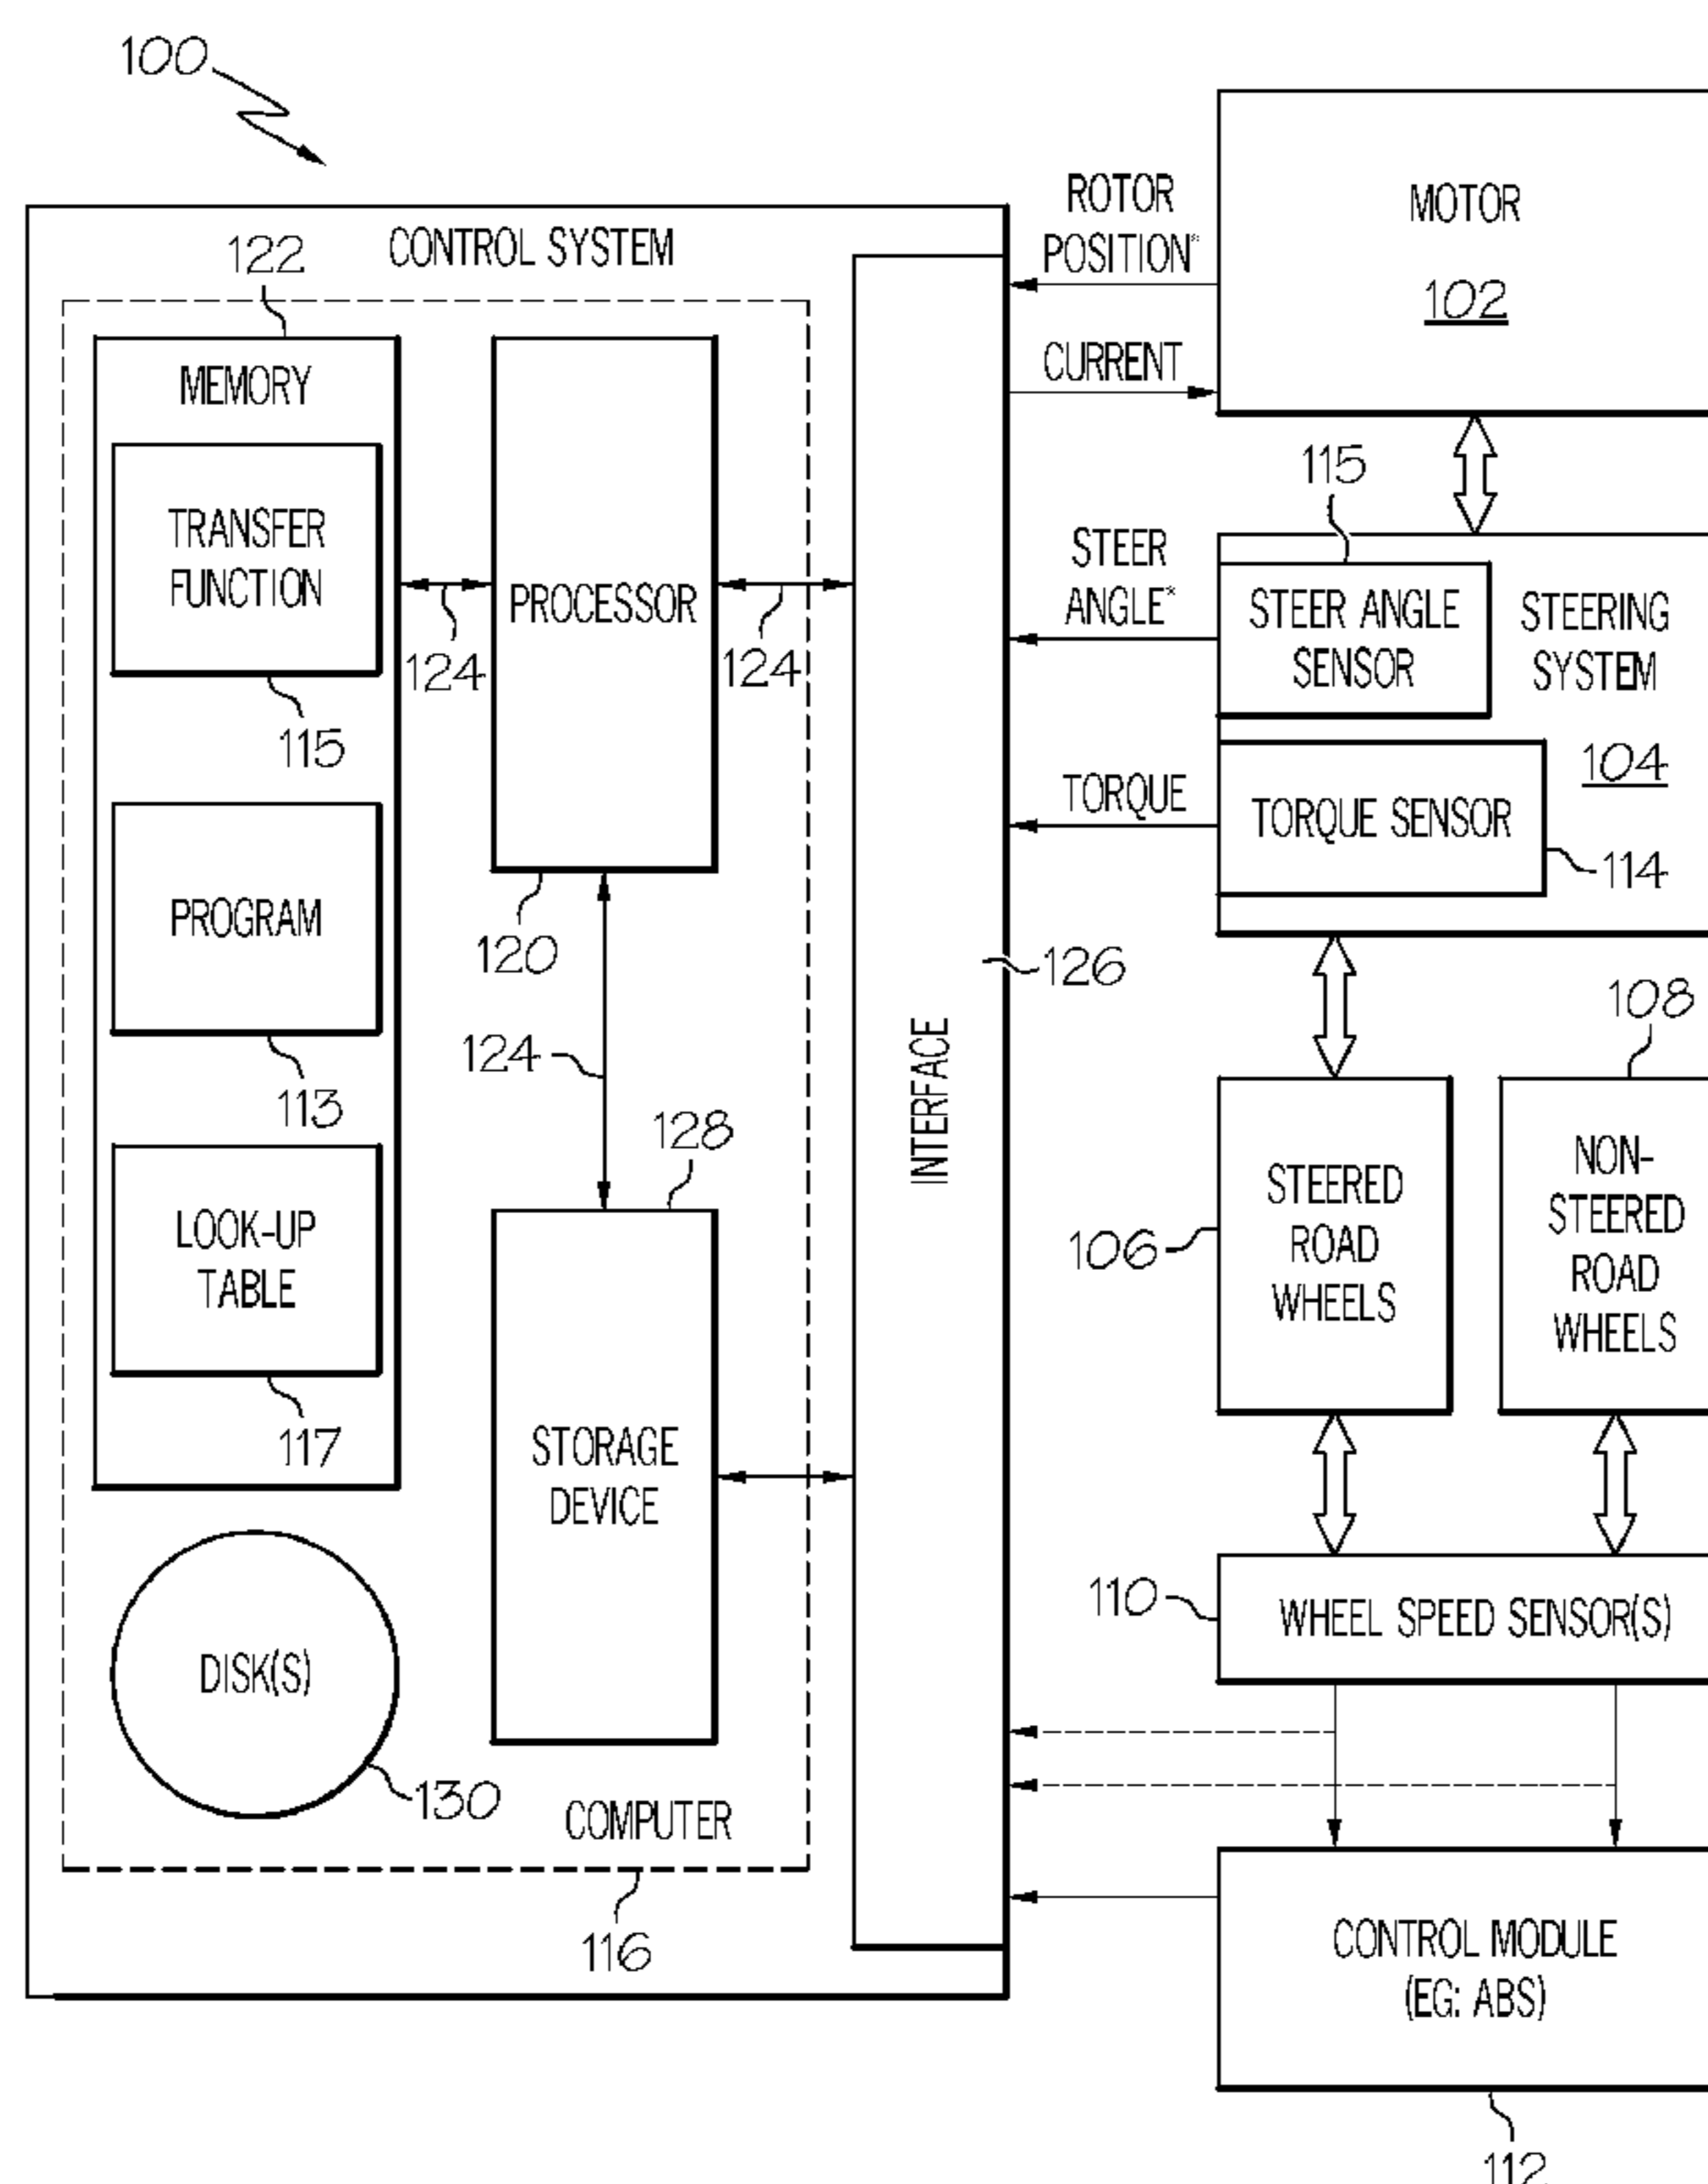 100
CONTROL SYSTEM
122
MEMORY
TRANSFER
FUNCTION
115
PROGRAM
113
LOOK-UP
TABLE
117
DISK(S)
130
PROCESSOR
124
124
120
124
128
STORAGE
DEVICE
COMPUTER
116
INTERFACE
126
ROTOR
POSITION*
CURRENT
STEER
ANGLE*
TORQUE
MOTOR
102
115
STEER ANGLE
SENSOR
STEERING
SYSTEM
104
TORQUE SENSOR
114
106
STEERED
ROAD
WHEELS
108
NON-
STEERED
ROAD
WHEELS
110
WHEEL SPEED SENSOR(S)
CONTROL MODULE
(EG: ABS)
112